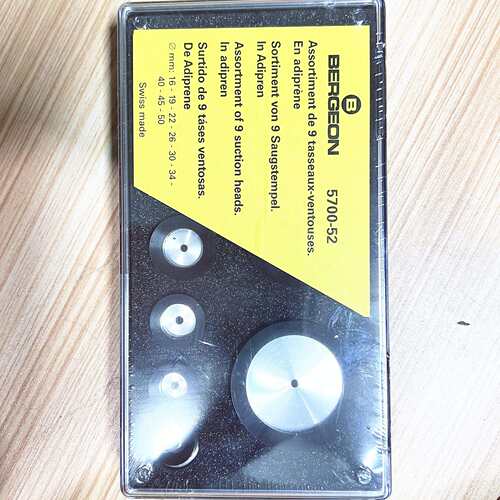 B
BERGEON 5700-52
Assortiment de 9 tasseaux-ventouses.
En adiprène
Sortiment von 9 Saugstempel.
In Adipren
Assortment of 9 suction heads.
In adipren
Surtido de 9 táses ventosas.
De Adiprene
Ø mm: 16 - 19 - 22 - 26 - 30 - 34 -
40 - 45 - 50
Swiss made